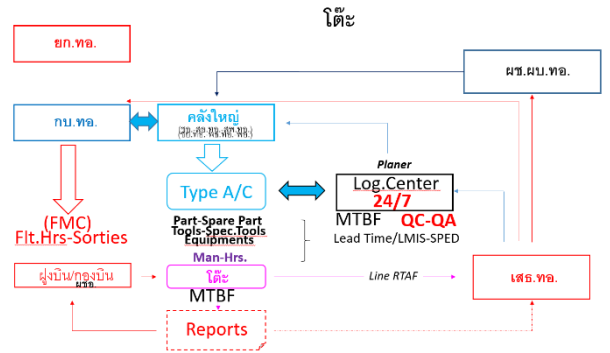 โต๊ะ
ยก.ทอ.
ผช.ผบ.ทอ.
กบ.ทอ.
คลังใหญ่
Planer
Type A/C
Log.Center
24/7
MTBF QC-QA
Lead Time/LMIS-SPED
(FMC)
Flt.Hrs-Sorties
Part-Spare Part
Tools-Spec.Tools
Equipments
Man-Hrs.
ฝูงบิน/กองบิน
ผชอ
โต๊ะ
MTBF
Line RTAF
เสธ.ทอ.
Reports